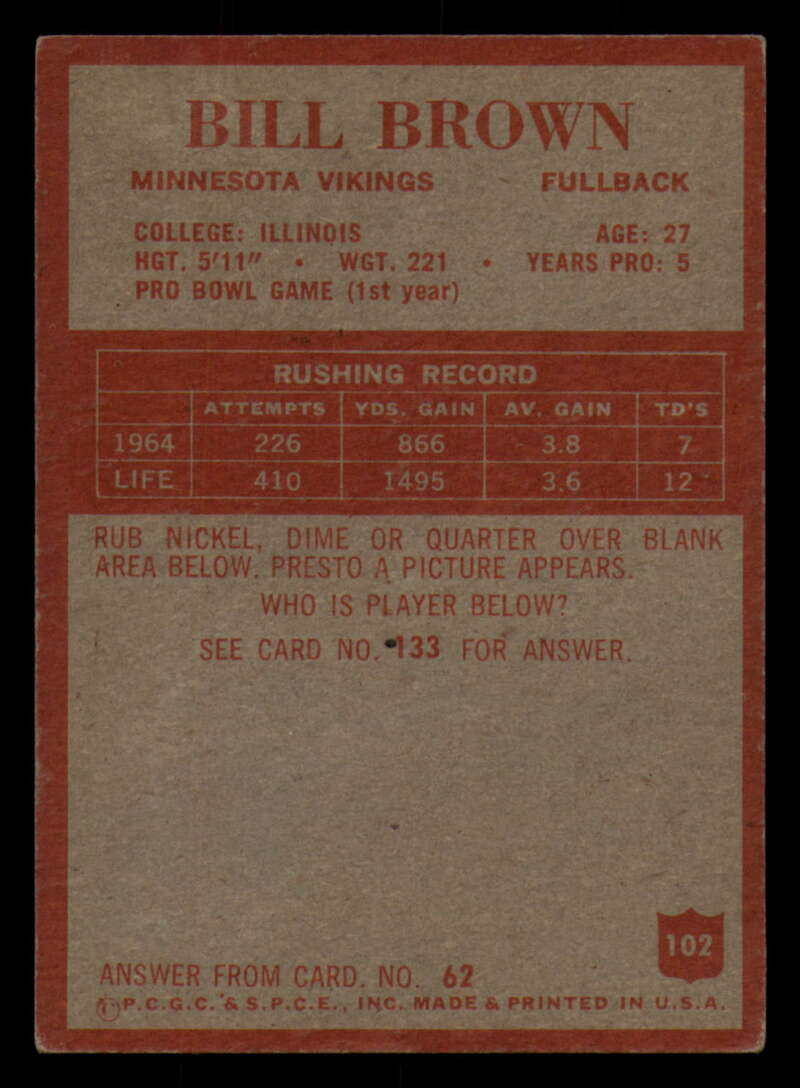 BILL BROWN
MINNESOTA VIKINGS FULLBACK
COLLEGE: ILLINOIS AGE: 27
HGT. 5'11" • WGT. 221 • YEARS PRO: 5
PRO BOWL GAME (1st year)
RUSHING RECORD
ATTEMPTS YDS. GAIN AV. GAIN TD'S
1964 226 866 3.8 7
LIFE 410 1495 3.6 12
RUB NICKEL, DIME OR QUARTER OVER BLANK
AREA BELOW. PRESTO A PICTURE APPEARS.
WHO IS PLAYER BELOW?
SEE CARD NO. 133 FOR ANSWER.
102
ANSWER FROM CARD. NO. 62
©P.C.G.C. & S.P.C.E., INC. MADE & PRINTED IN U.S.A.